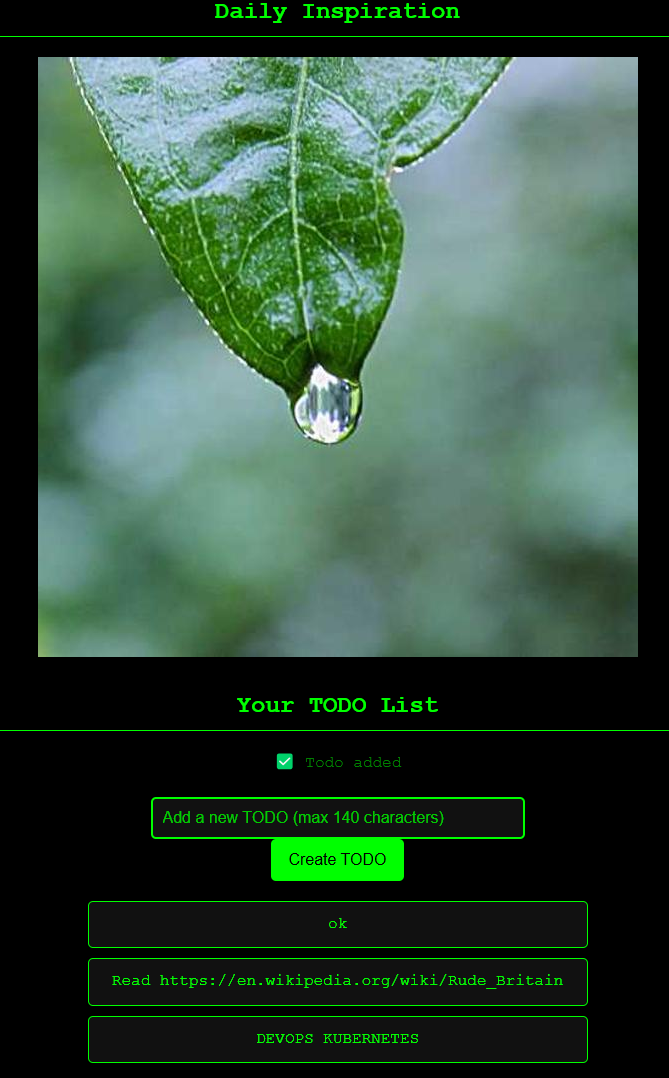 Daily Inspiration
Your TODO List
Todo added
Add a new TODO (max 140 characters)
Create TODO
ok
Read https://en.wikipedia.org/wiki/Rude_Britain
DEVOPS KUBERNETES